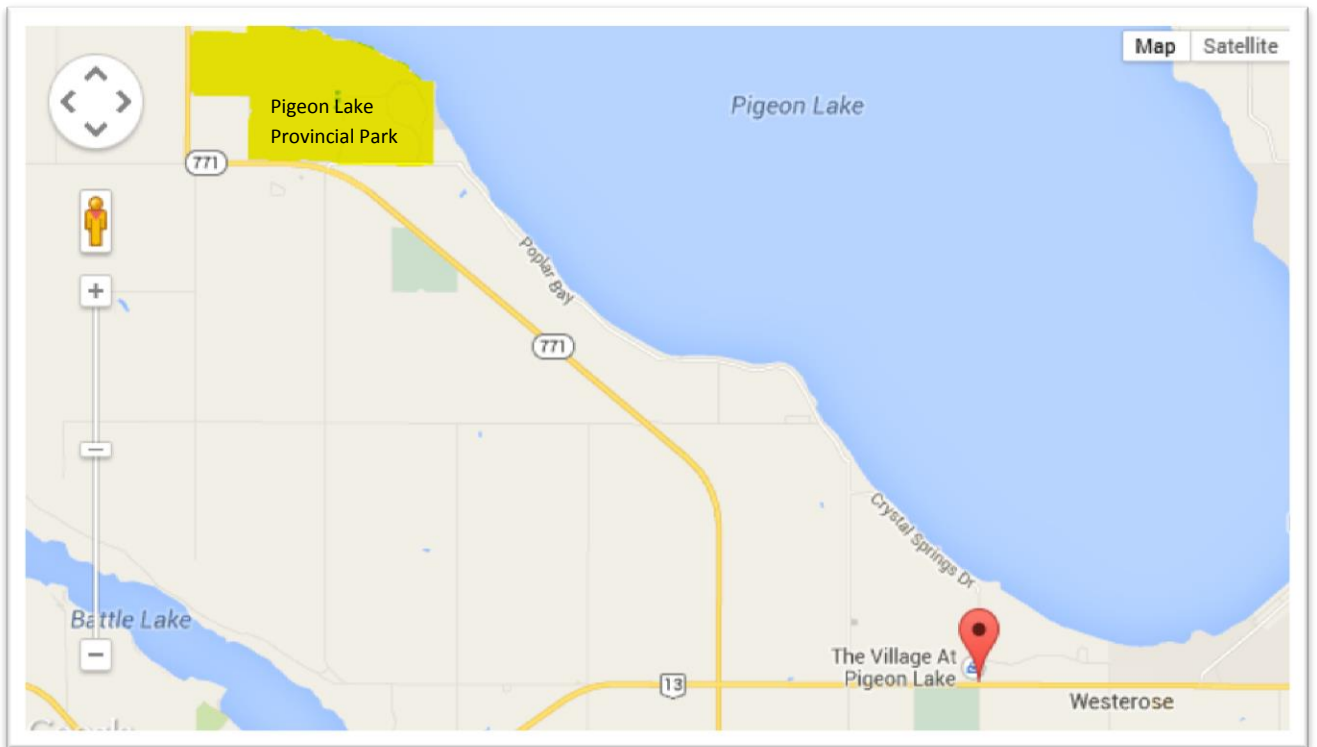 Map Satellite
Pigeon Lake
Provincial Park
Pigeon Lake
771
Poplar Bay
771
Crystal Springs Dr
Battle Lake
The Village At
Pigeon Lake
13
Westerose